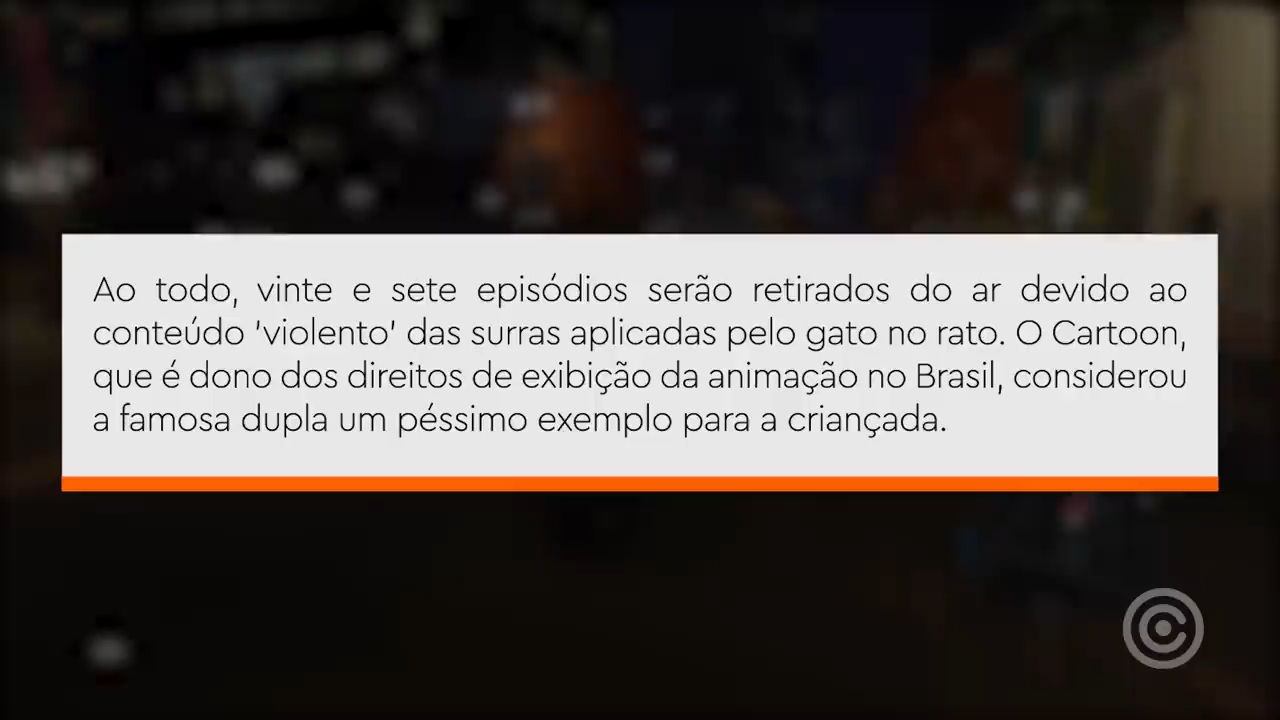 Ao todo, vinte e sete episódios serão retirados do ar devido ao
conteúdo 'violento' das surras aplicadas pelo gato no rato. O Cartoon,
que é dono dos direitos de exibição da animação no Brasil, considerou
a famosa dupla um péssimo exemplo para a criançada.